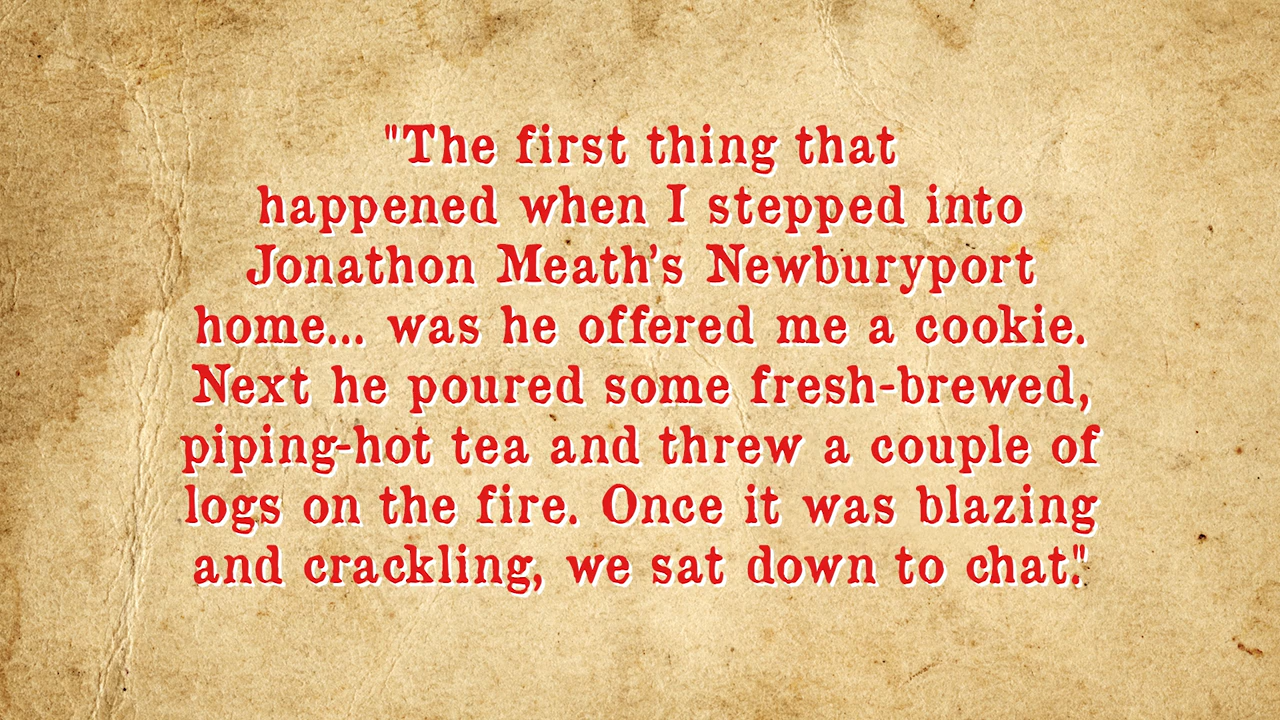 "The first thing that
happened when I stepped into
Jonathon Meath's Newburyport
home... was he offered me a cookie.
Next he poured some fresh-brewed,
piping-hot tea and threw a couple of
logs on the fire. Once it was blazing
and crackling, we sat down to chat."